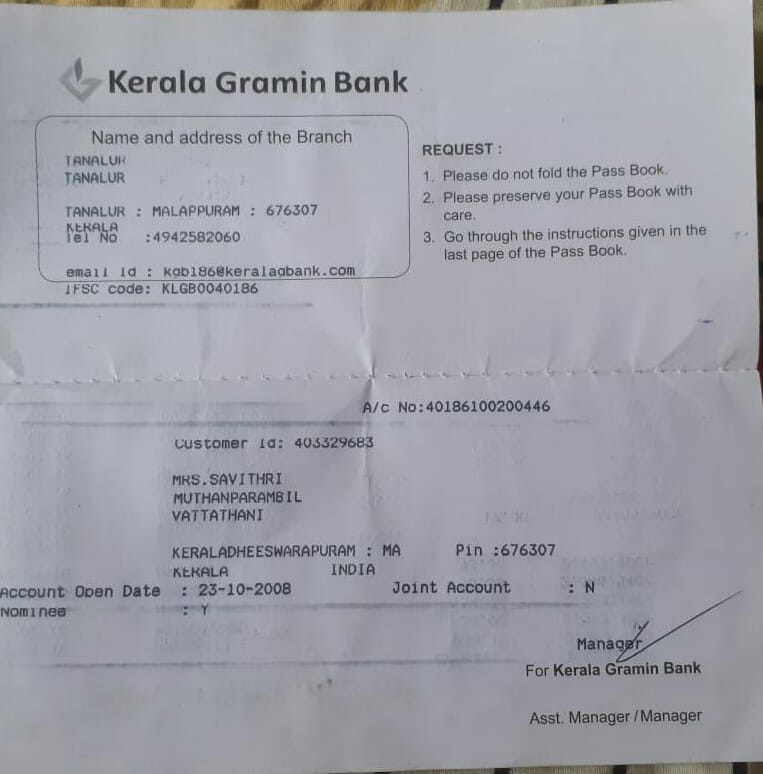 Kerala Gramin Bank
Name and address of the Branch
TANALUR
TANALUR
TANALUR : MALAPPURAM : 676307
KERALA
Tel No :4942582060
email id : kgb186@keralagbank.com
IFSC code: KLGB0040186
REQUEST :
1. Please do not fold the Pass Book.
2. Please preserve your Pass Book with
care.
3. Go through the instructions given in the
last page of the Pass Book.
A/c No:40186100200446
Customer id: 403329683
MRS.SAVITHRI
MUTHANPARAMBIL
VATTATHANI
KERALADHEESWARAPURAM : MA Pin :676307
KERALA INDIA
Account Open Date : 23-10-2008 Joint Account : N
Nominee : Y
Manager
For Kerala Gramin Bank
Asst. Manager / Manager